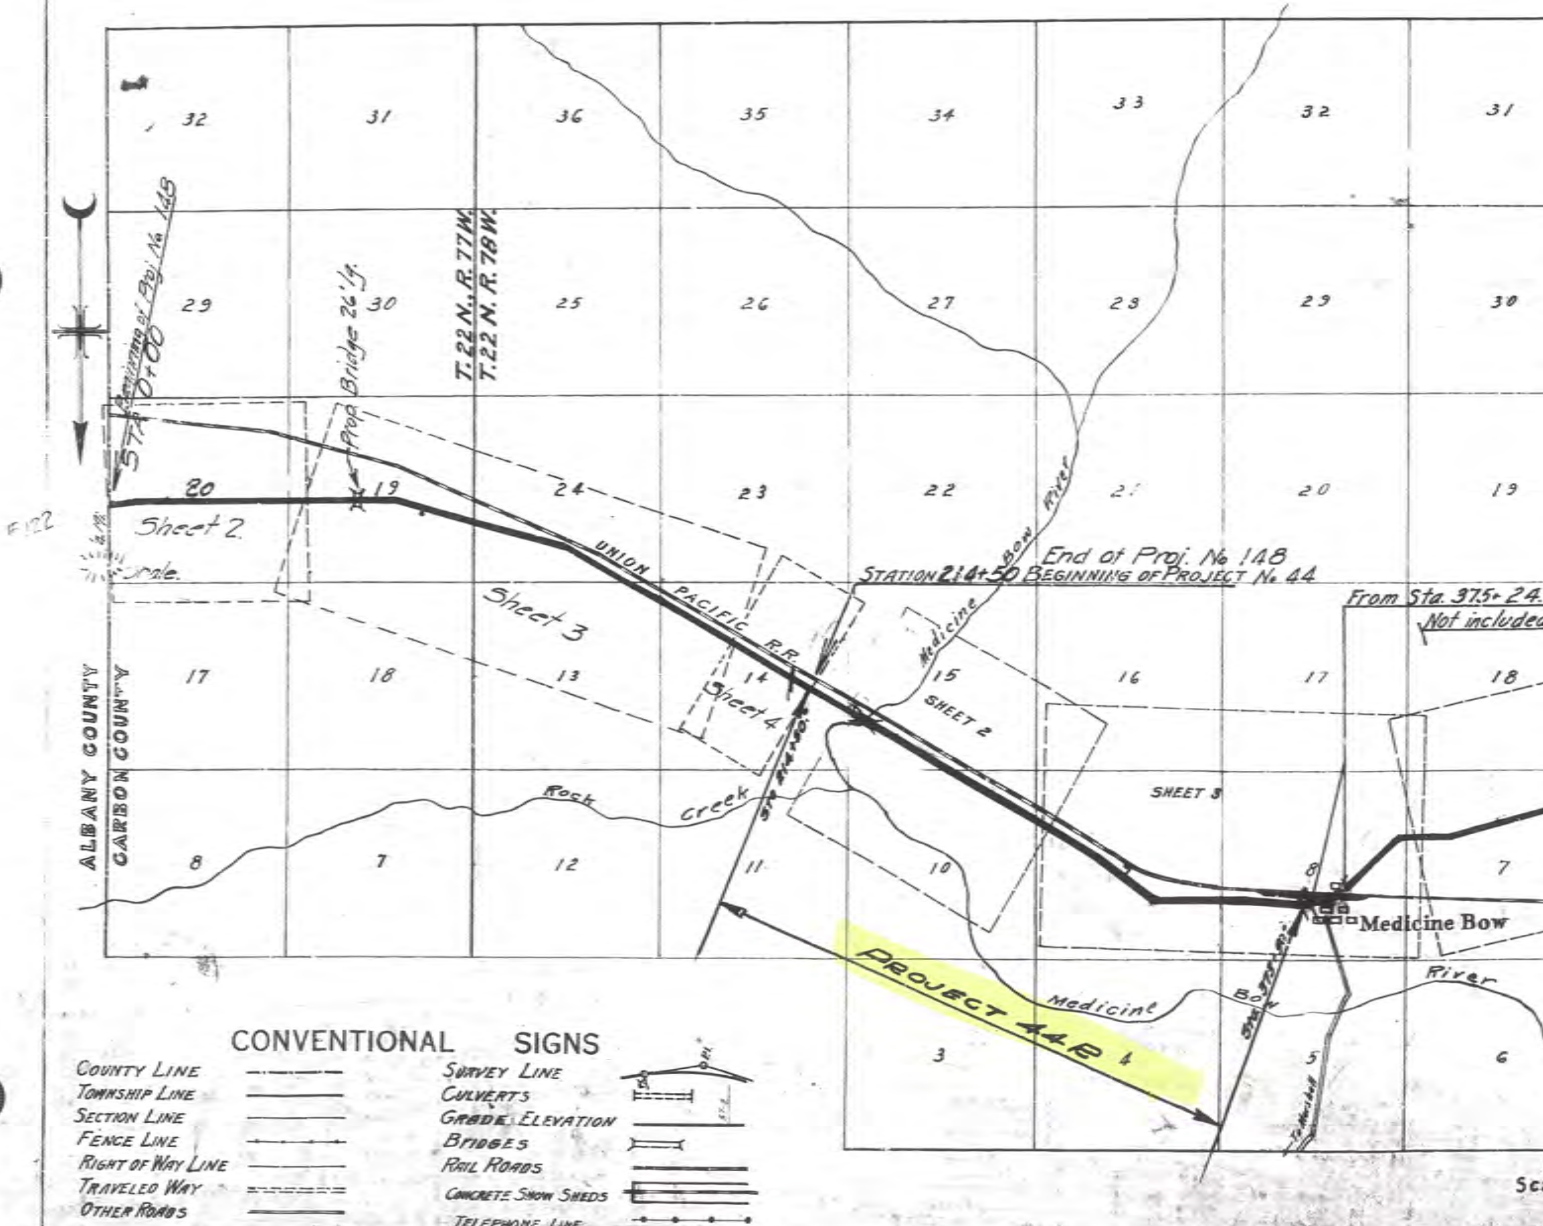 32 31 36 35 34 33 32 31
Beginning of Proj. No. 148
STA 0+00
Prop. Bridge 26' lg.
T. 22 N., R. 77 W.
T. 22 N. R. 78 W.
29 30 25 26 27 28 29 30
20 19 24 23 22 21 20 19
Sheet 2.
Scale.
Sheet 3
UNION PACIFIC R.R.
Medicine Bow River
End of Proj. No 148
STATION 214+50 BEGINNING OF PROJECT No. 44
From Sta. 375+24.
Not included
17 18 13 14 15 16 17 18
Sheet 4
SHEET 2
SHEET 3
ALBANY COUNTY
CARBON COUNTY
Sta 214+50.
Rock Creek
8 7 12 11 10 8 7
Medicine Bow
PROJECT 44 R
Medicine Bow River
3 4 5 6
CONVENTIONAL SIGNS
COUNTY LINE
TOWNSHIP LINE
SECTION LINE
FENCE LINE
RIGHT OF WAY LINE
TRAVELED WAY
OTHER ROADS
SURVEY LINE
P.I.
CULVERTS
GRADE ELEVATION
BRIDGES
RAIL ROADS
CONCRETE SNOW SHEDS
TELEPHONE LINE